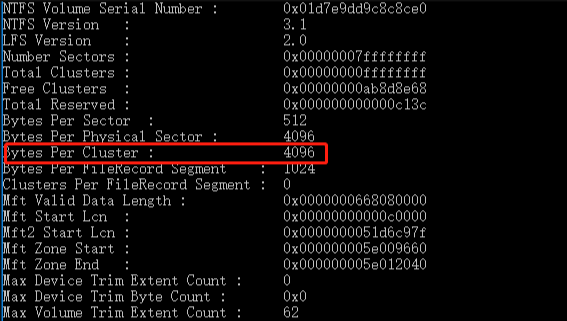 NTFS Volume Serial Number : 0x01d7e9dd9c8c8ce0
NTFS Version : 3.1
LFS Version : 2.0
Number Sectors : 0x00000007ffffffff
Total Clusters : 0x00000000ffffffff
Free Clusters : 0x00000000ab8d8e68
Total Reserved : 0x000000000000c13c
Bytes Per Sector : 512
Bytes Per Physical Sector : 4096
Bytes Per Cluster : 4096
Bytes Per FileRecord Segment : 1024
Clusters Per FileRecord Segment : 0
Mft Valid Data Length : 0x0000000668080000
Mft Start Lcn : 0x00000000000c0000
Mft2 Start Lcn : 0x0000000051d6c97f
Mft Zone Start : 0x000000005e009660
Mft Zone End : 0x000000005e012040
Max Device Trim Extent Count : 0
Max Device Trim Byte Count : 0x0
Max Volume Trim Extent Count : 62